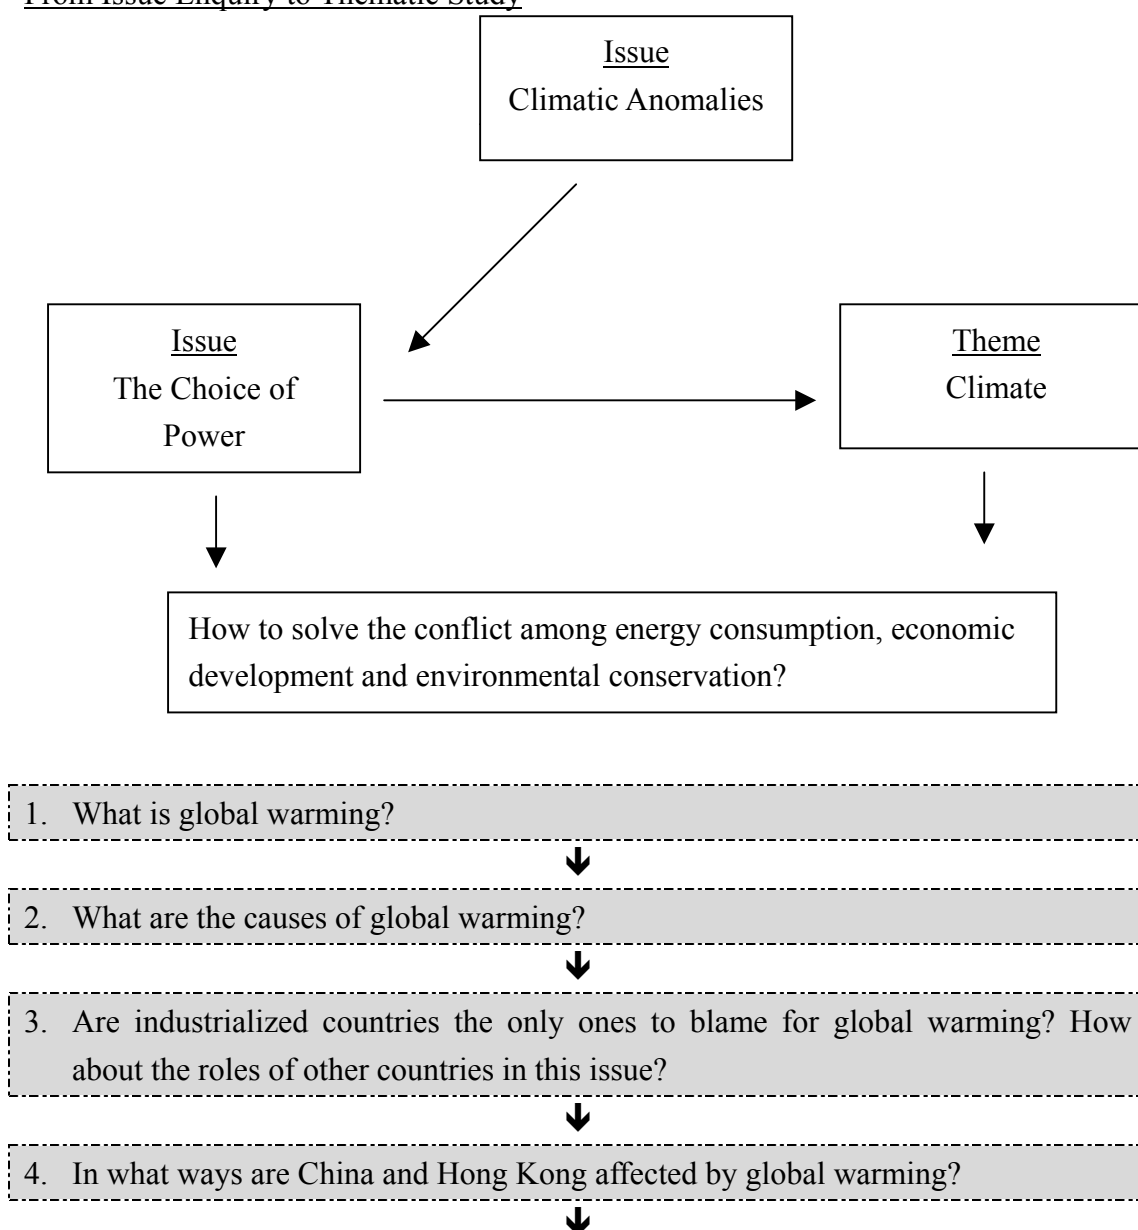 From Issue Enquiry to Thematic Study
Issue
Climatic Anomalies
Issue
The Choice of
Power
Theme
Climate
How to solve the conflict among energy consumption, economic
development and environmental conservation?
1. What is global warming?
2. What are the causes of global warming?
3. Are industrialized countries the only ones to blame for global warming? How
about the roles of other countries in this issue?
4. In what ways are China and Hong Kong affected by global warming?